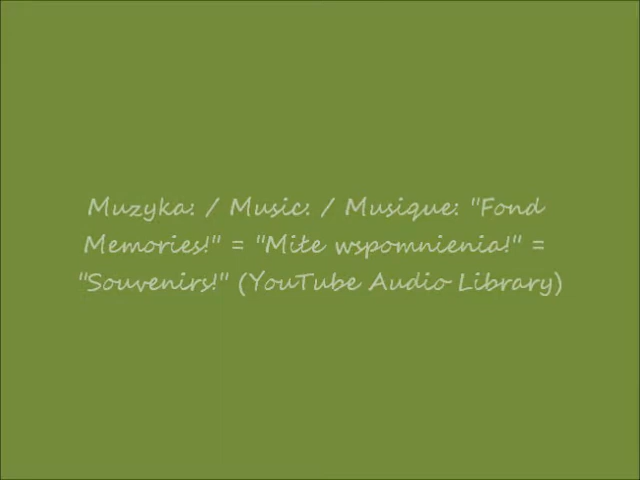 Muzyka: / Music: / Musique: "Fond
Memories!" = "Miłe wspomnienia!" =
"Souvenirs!" (YouTube Audio Library)